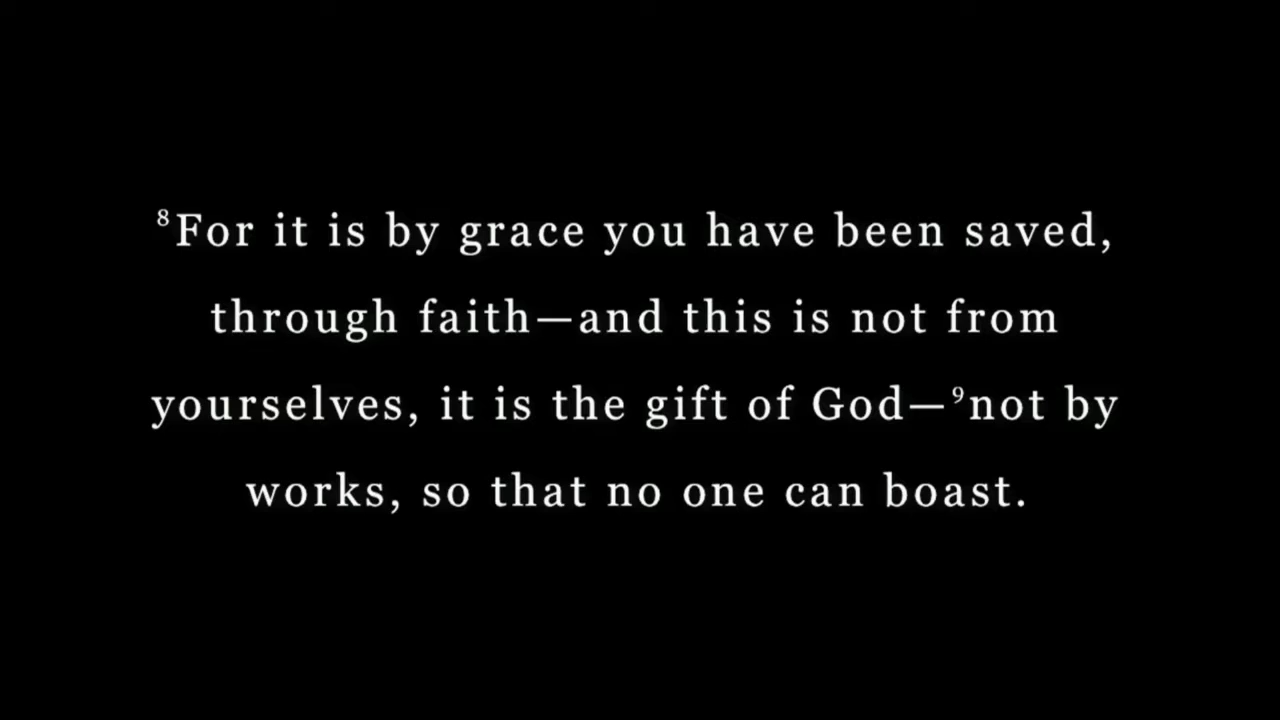 ⁸For it is by grace you have been saved,
through faith—and this is not from
yourselves, it is the gift of God—⁹not by
works, so that no one can boast.